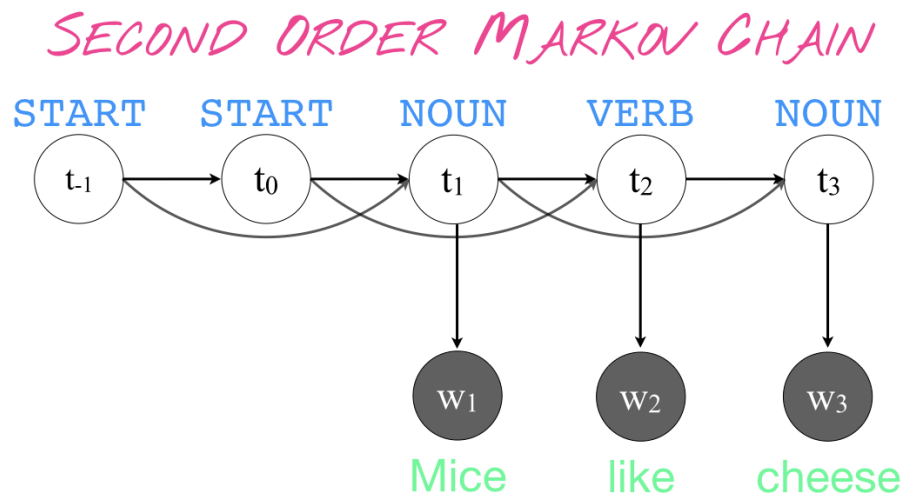 SECOND ORDER MARKOV CHAIN
START START NOUN VERB NOUN
t-1 t0 t1 t2 t3
w1 w2 w3
Mice like cheese